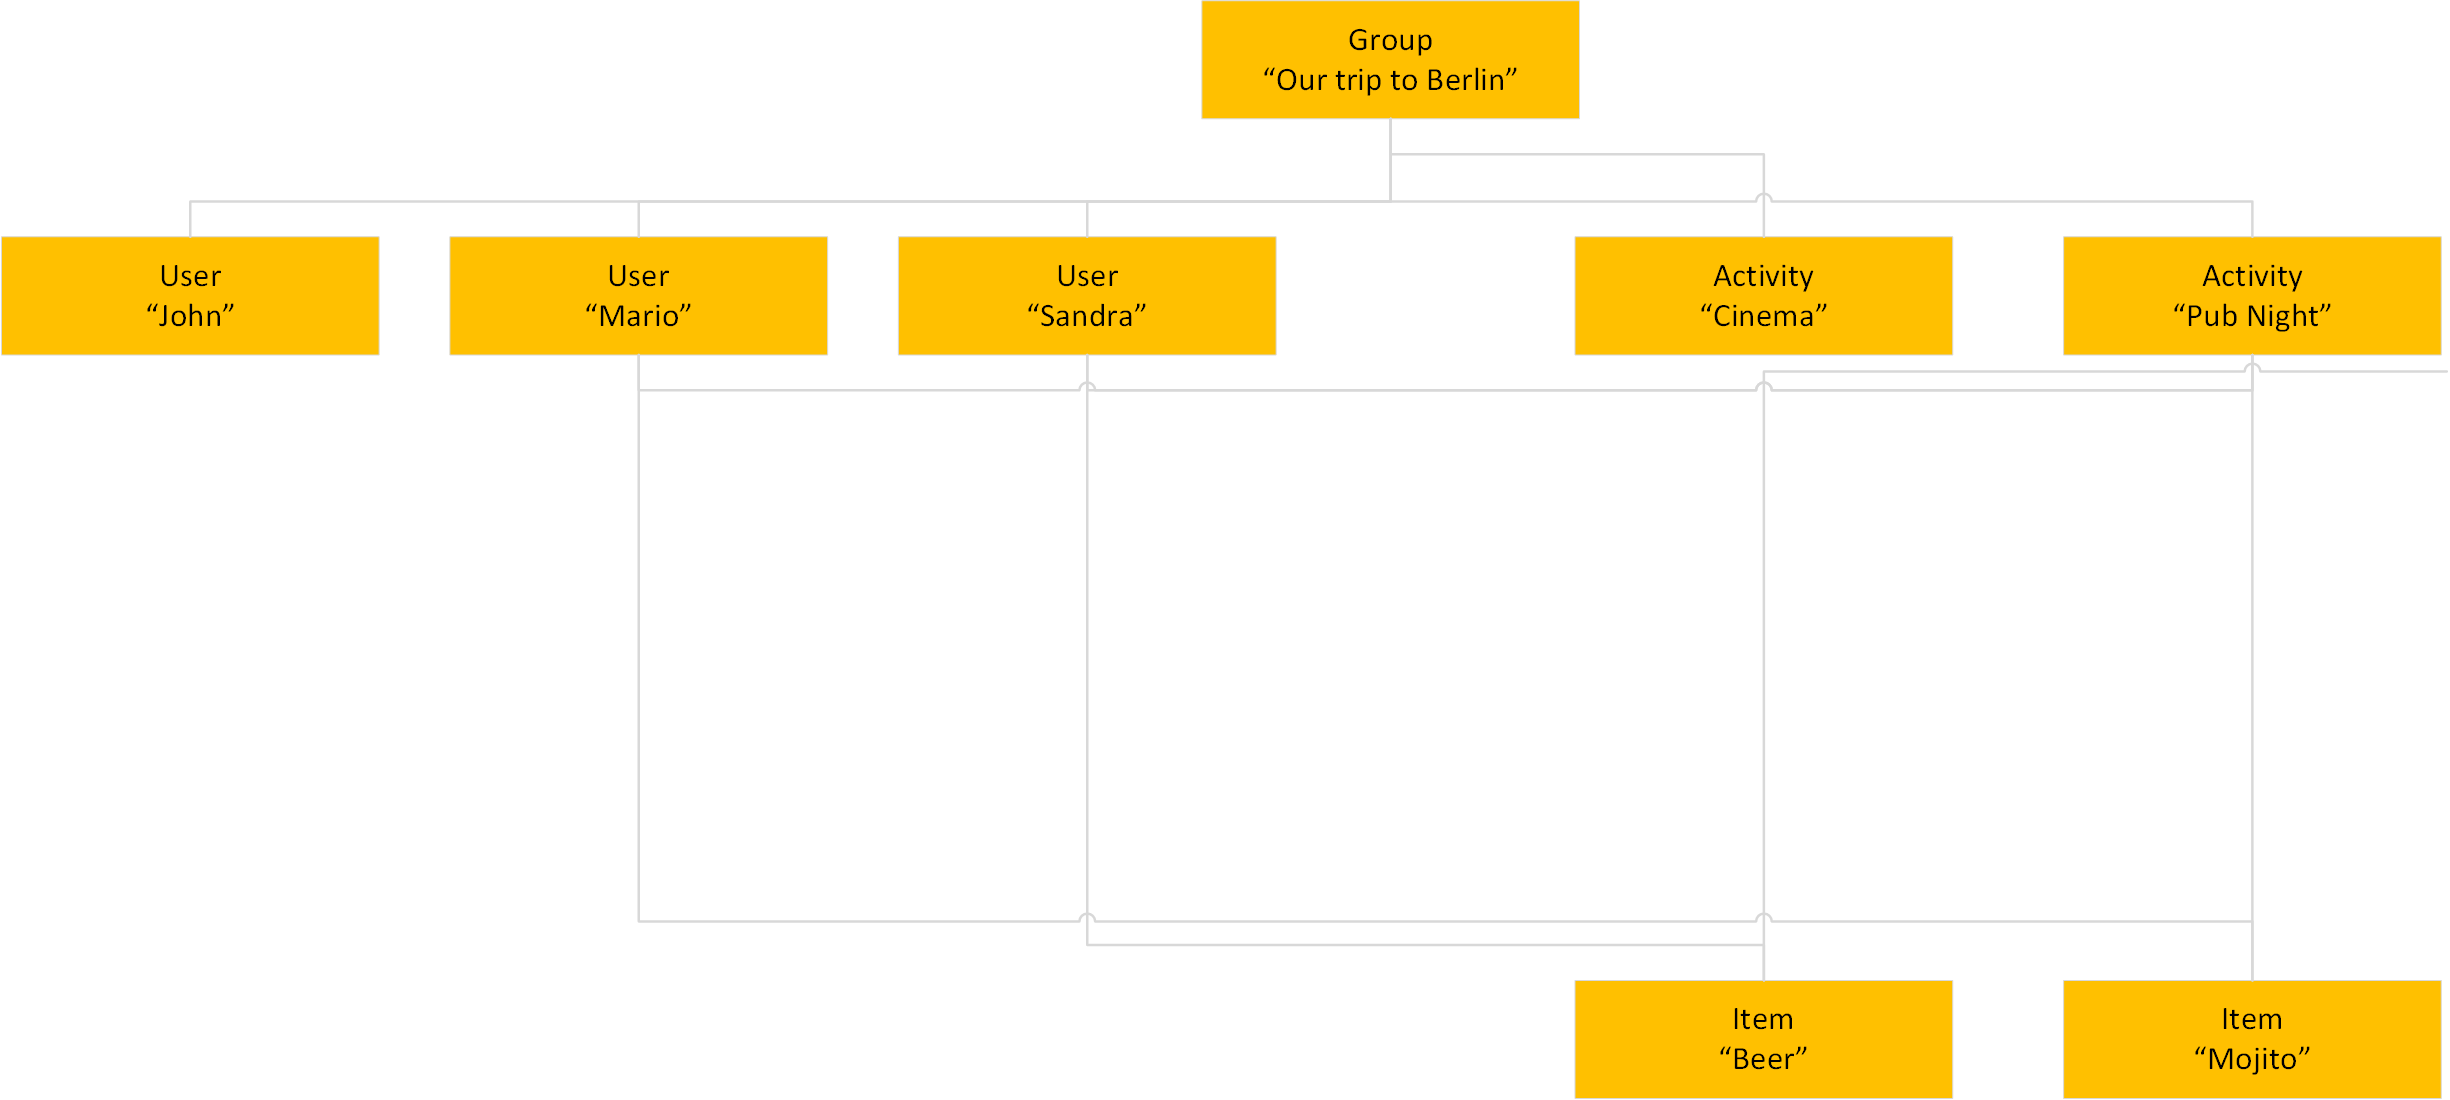 Group
“Our trip to Berlin”
User
“John”
User
“Mario”
User
“Sandra”
Activity
“Cinema”
Activity
“Pub Night”
Item
“Beer”
Item
“Mojito”